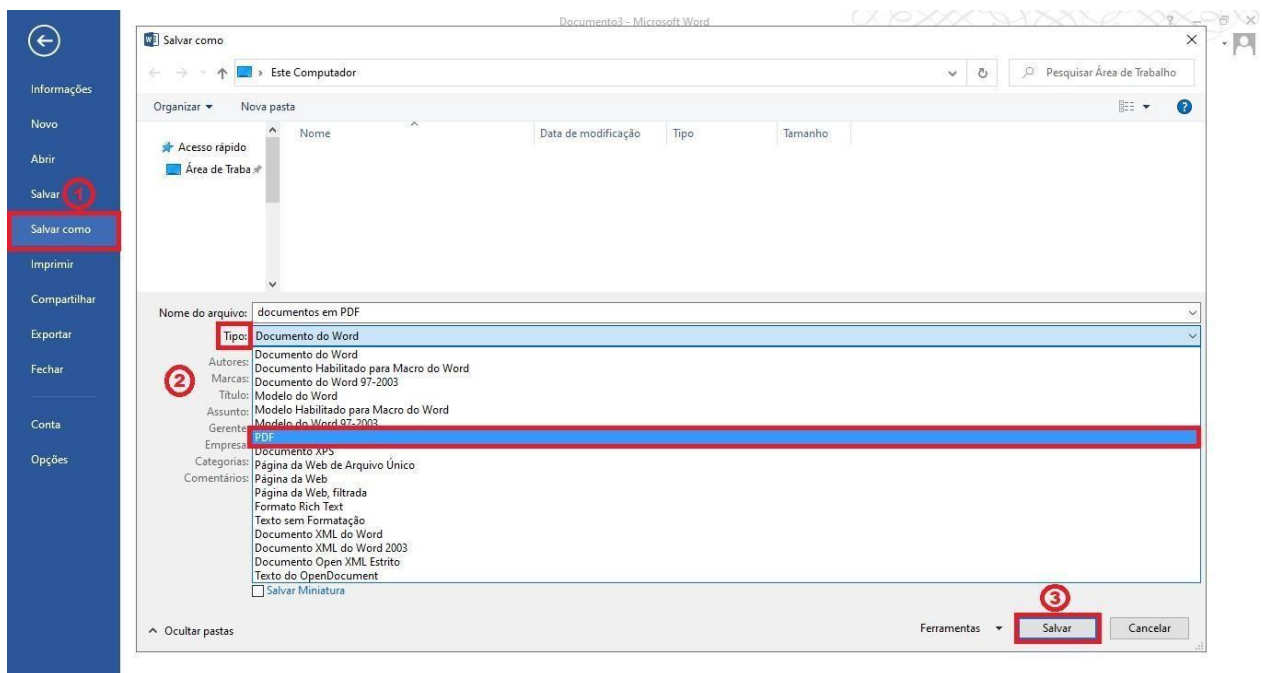 Documento3 - Microsoft Word
?
Salvar como
Este Computador
Pesquisar Área de Trabalho
Organizar
Nova pasta
?
Informações
Novo
Abrir
Salvar
1
Salvar como
Imprimir
Compartilhar
Exportar
Fechar
Conta
Opções
Acesso rápido
Área de Traba
Nome
Data de modificação
Tipo
Tamanho
Nome do arquivo: documentos em PDF
Tipo: Documento do Word
2
Autores:
Marcas:
Título:
Assunto:
Gerente
Empresa
Categorias:
Comentários:
Documento do Word
Documento Habilitado para Macro do Word
Documento do Word 97-2003
Modelo do Word
Modelo Habilitado para Macro do Word
Modelo do Word 97-2003
PDF
Documento XPS
Página da Web de Arquivo Único
Página da Web
Página da Web, filtrada
Formato Rich Text
Texto sem Formatação
Documento XML do Word
Documento XML do Word 2003
Documento Open XML Estrito
Texto do OpenDocument
Salvar Miniatura
3
Ocultar pastas
Ferramentas
Salvar
Cancelar